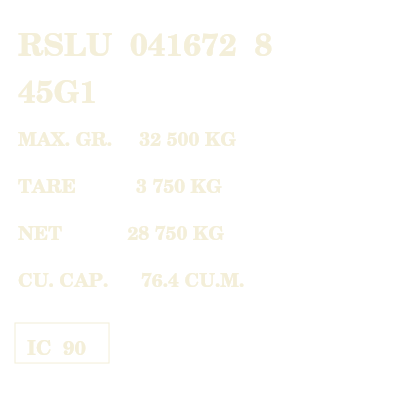 RSLU 041672 8
45G1
MAX. GR. 32 500 KG
TARE 3 750 KG
NET 28 750 KG
CU. CAP. 76.4 CU.M.
IC 90